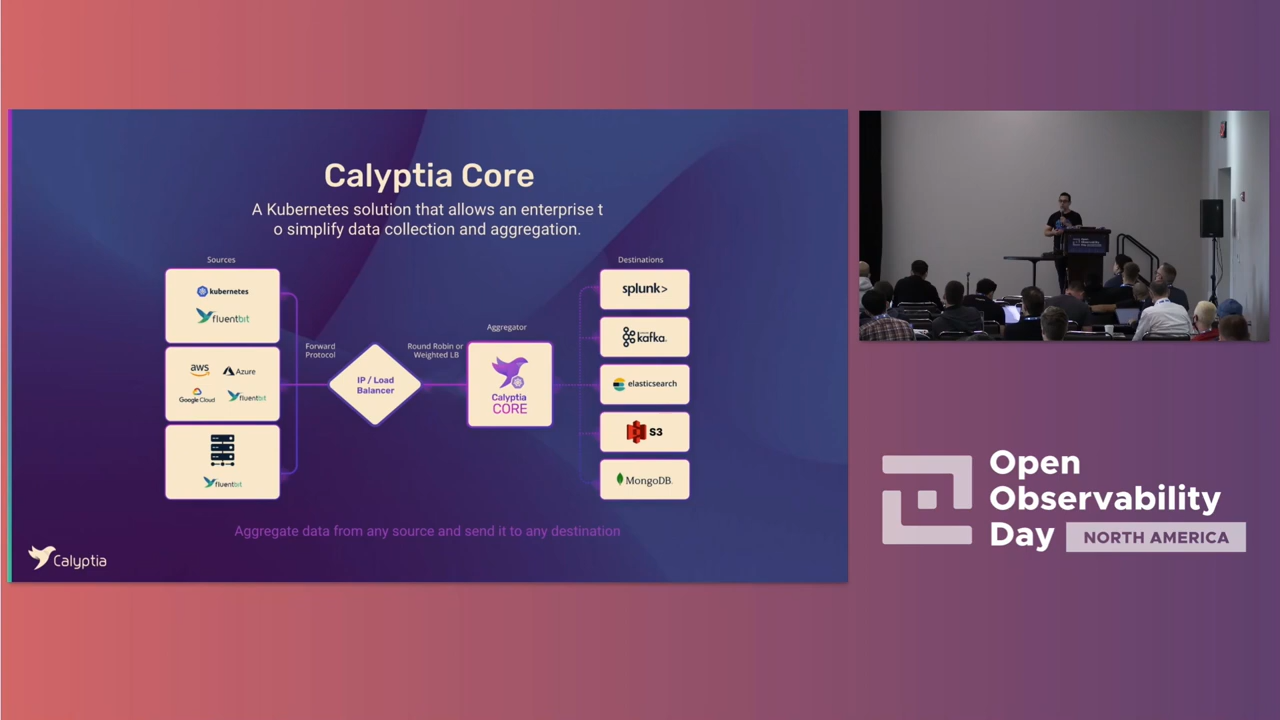 Calyptia Core
A Kubernetes solution that allows an enterprise t
o simplify data collection and aggregation.
Sources
kubernetes
fluentbit
aws
Azure
Google Cloud
fluentbit
fluentbit
Forward
Protocol
IP / Load
Balancer
Round Robin or
Weighted LB
Aggregator
Calyptia
CORE
Destinations
splunk>
kafka
elasticsearch
S3
MongoDB
Aggregate data from any source and send it to any destination
Calyptia
Open
Observability
Day
NORTH AMERICA
Open
Observability
Day